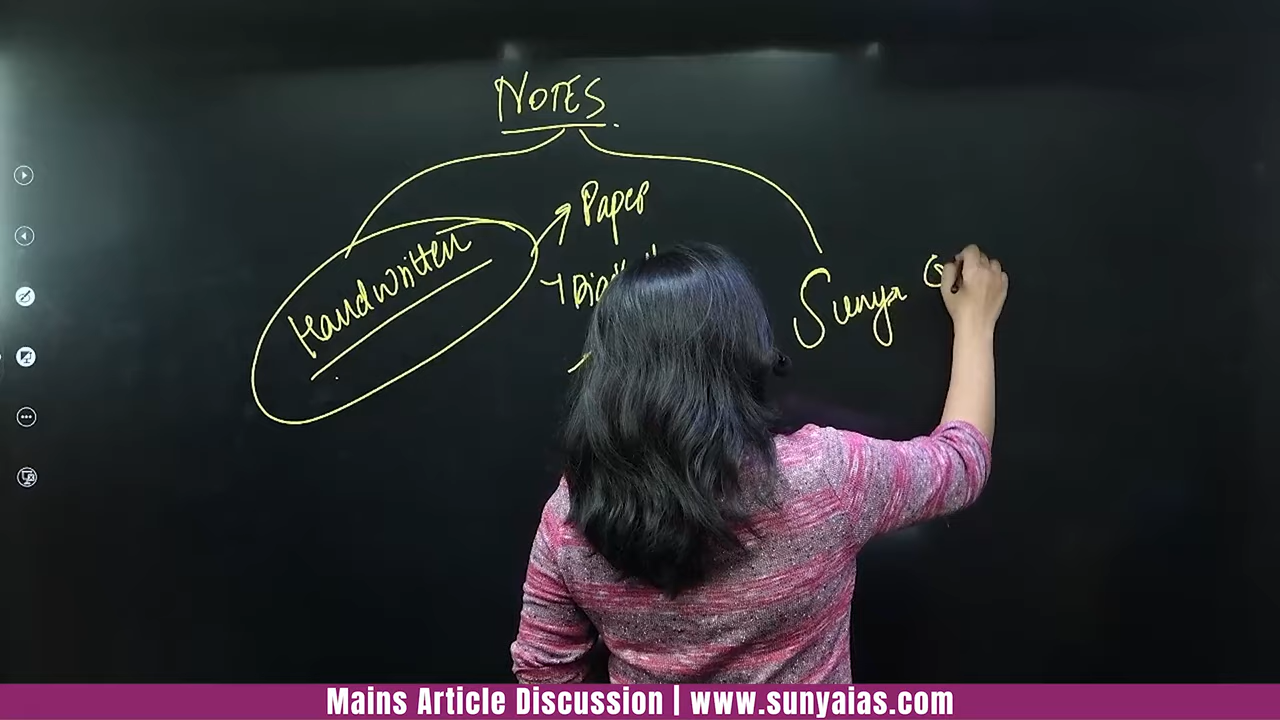 NOTES
Handwritten
Paper
Sunya
Mains Article Discussion | www.sunyaias.com